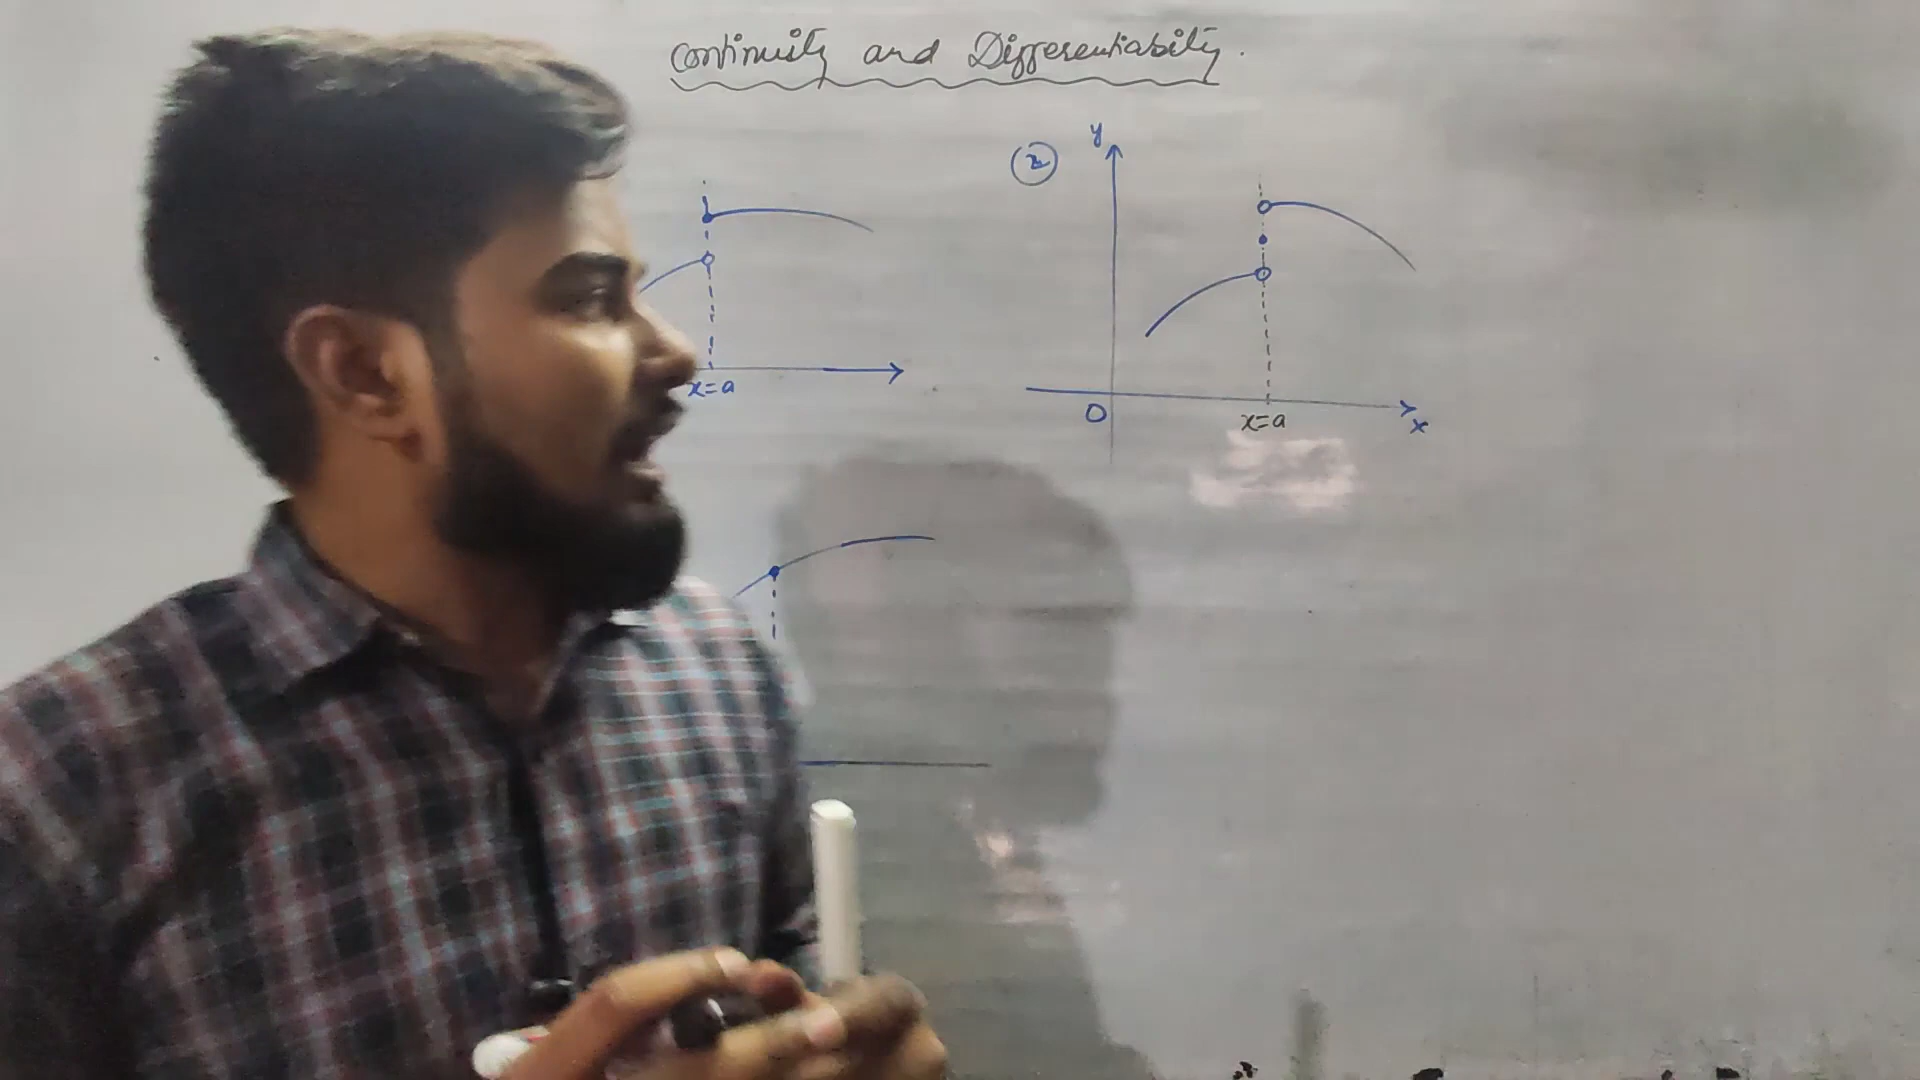 Continuity and Differentiability.
x=a
2
y
O
x=a
x